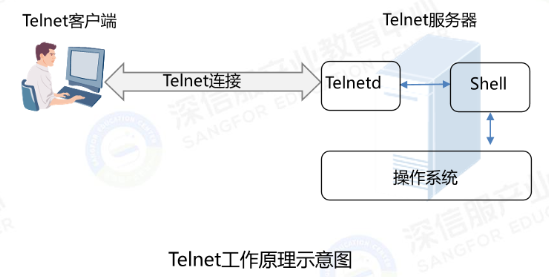 Telnet客户端
Telnet服务器
Telnet连接
Telnetd
Shell
操作系统
Telnet工作原理示意图
深信服产业教育中心
SANGFOR EDUCATION
深信服产业
SANGFOR EDU